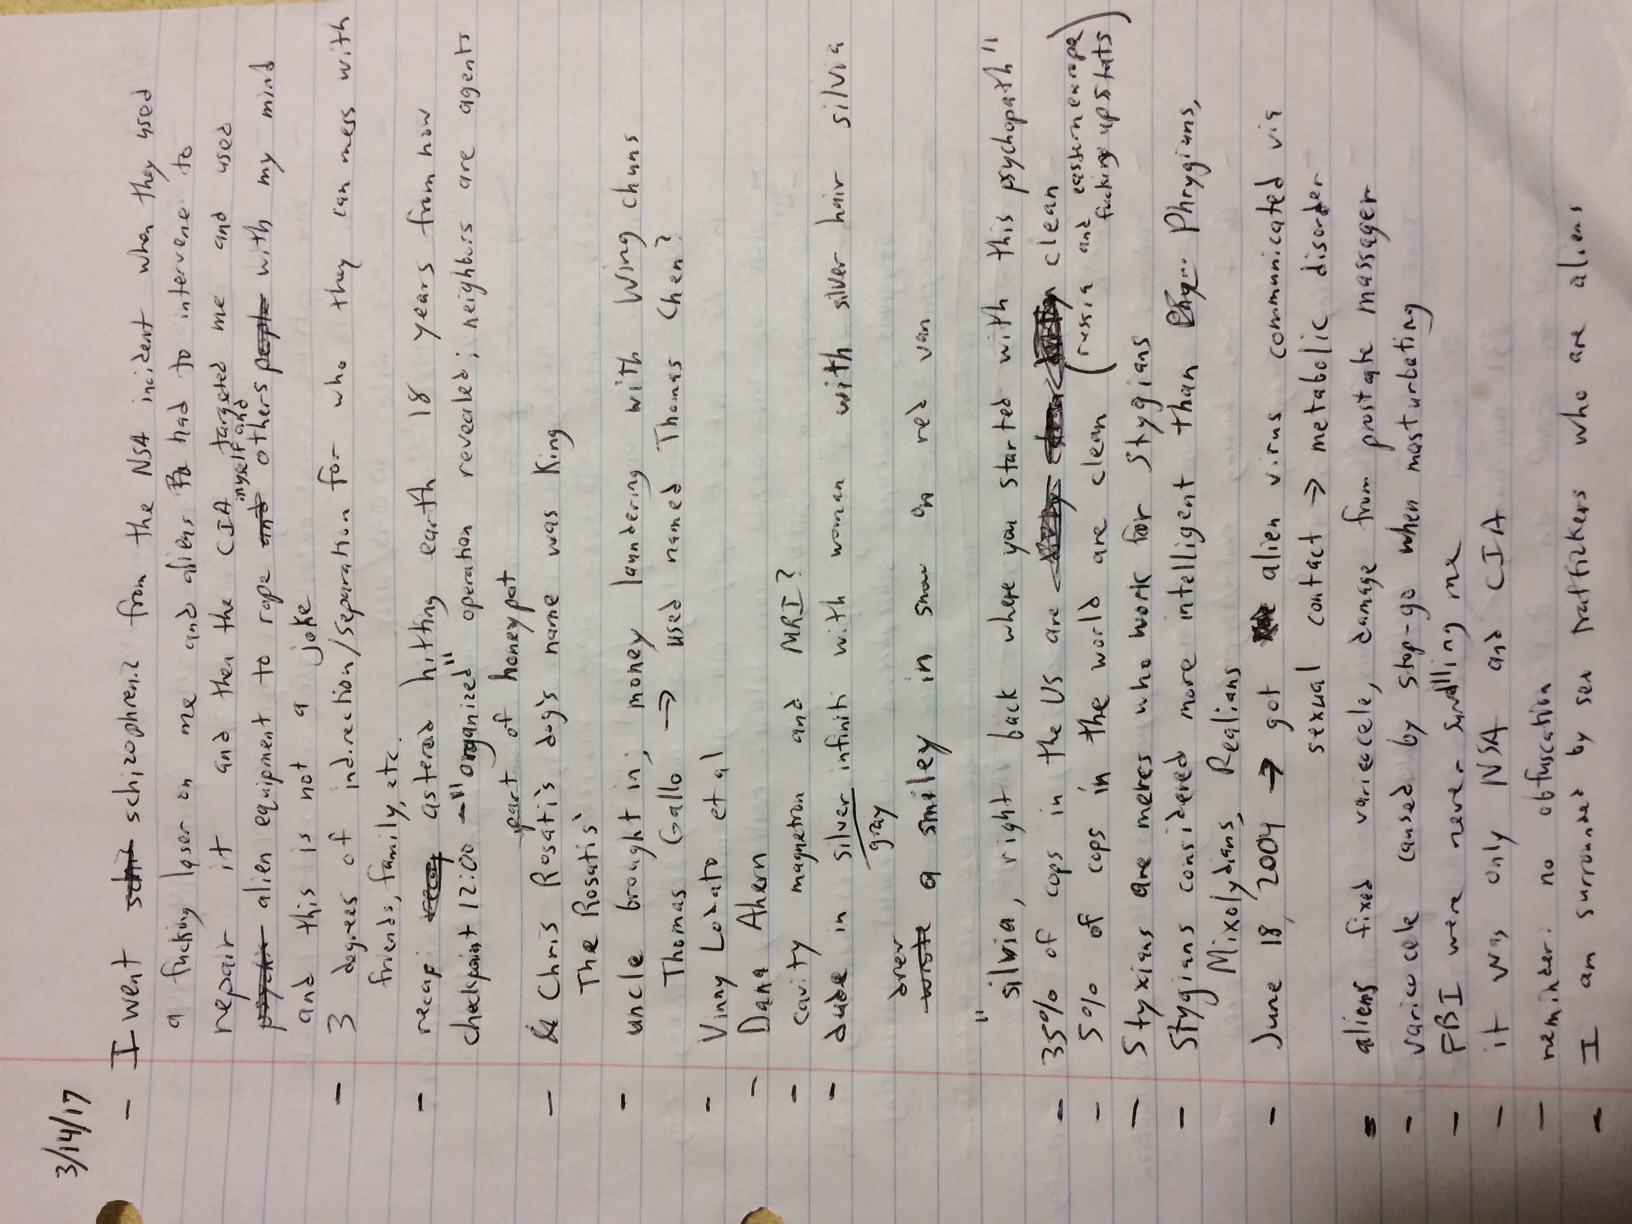 3/14/17
- I went schizophrenic from the NSA incident when they used
a fucking laser on me and aliens had to intervene to
repair it and then the CIA targeted me and used
myself and
psychic alien equipment to rape and others people with my mind
and this is not a joke
- 3 degrees of indirection/separation for who they can mess with
friends, family, etc.
- recap: recap asteroid hitting earth 18 years from now
checkpoint 12:00 - "organized" operation revealed; neighbors are agents
part of honeypot
- Chris Rosati's dog's name was King
The Rosatis'
- uncle brought in; money laundering with Wing chuns
Thomas Gallo → used named Thomas Chen?
- Vinny Lodato et al
- Dana Ahern
- cavity magnetron and MRI?
- dude in silver infiniti with woman with silver hair silvia
gray
drew
wrote a smiley in snow on red van
"silvia, right back where you started with this psychopath"
- 35% of cops in the US are clean
- 5% of cops in the world are clean (russia and eastern europe
fucking up stats)
- Styxians are mercs who work for Stygians
- Stygians considered more intelligent than Phrygians,
Mixolydians, Realians
- June 18, 2004 → got alien virus communicated via
sexual contact → metabolic disorder
- aliens fixed varicocele, damage from prostate massager
- varicocele caused by stop-go when masturbating
- FBI were never me
- it was only NSA and CIA
- reminder: no obfuscation
- I am surrounded by sex traffickers who are aliens